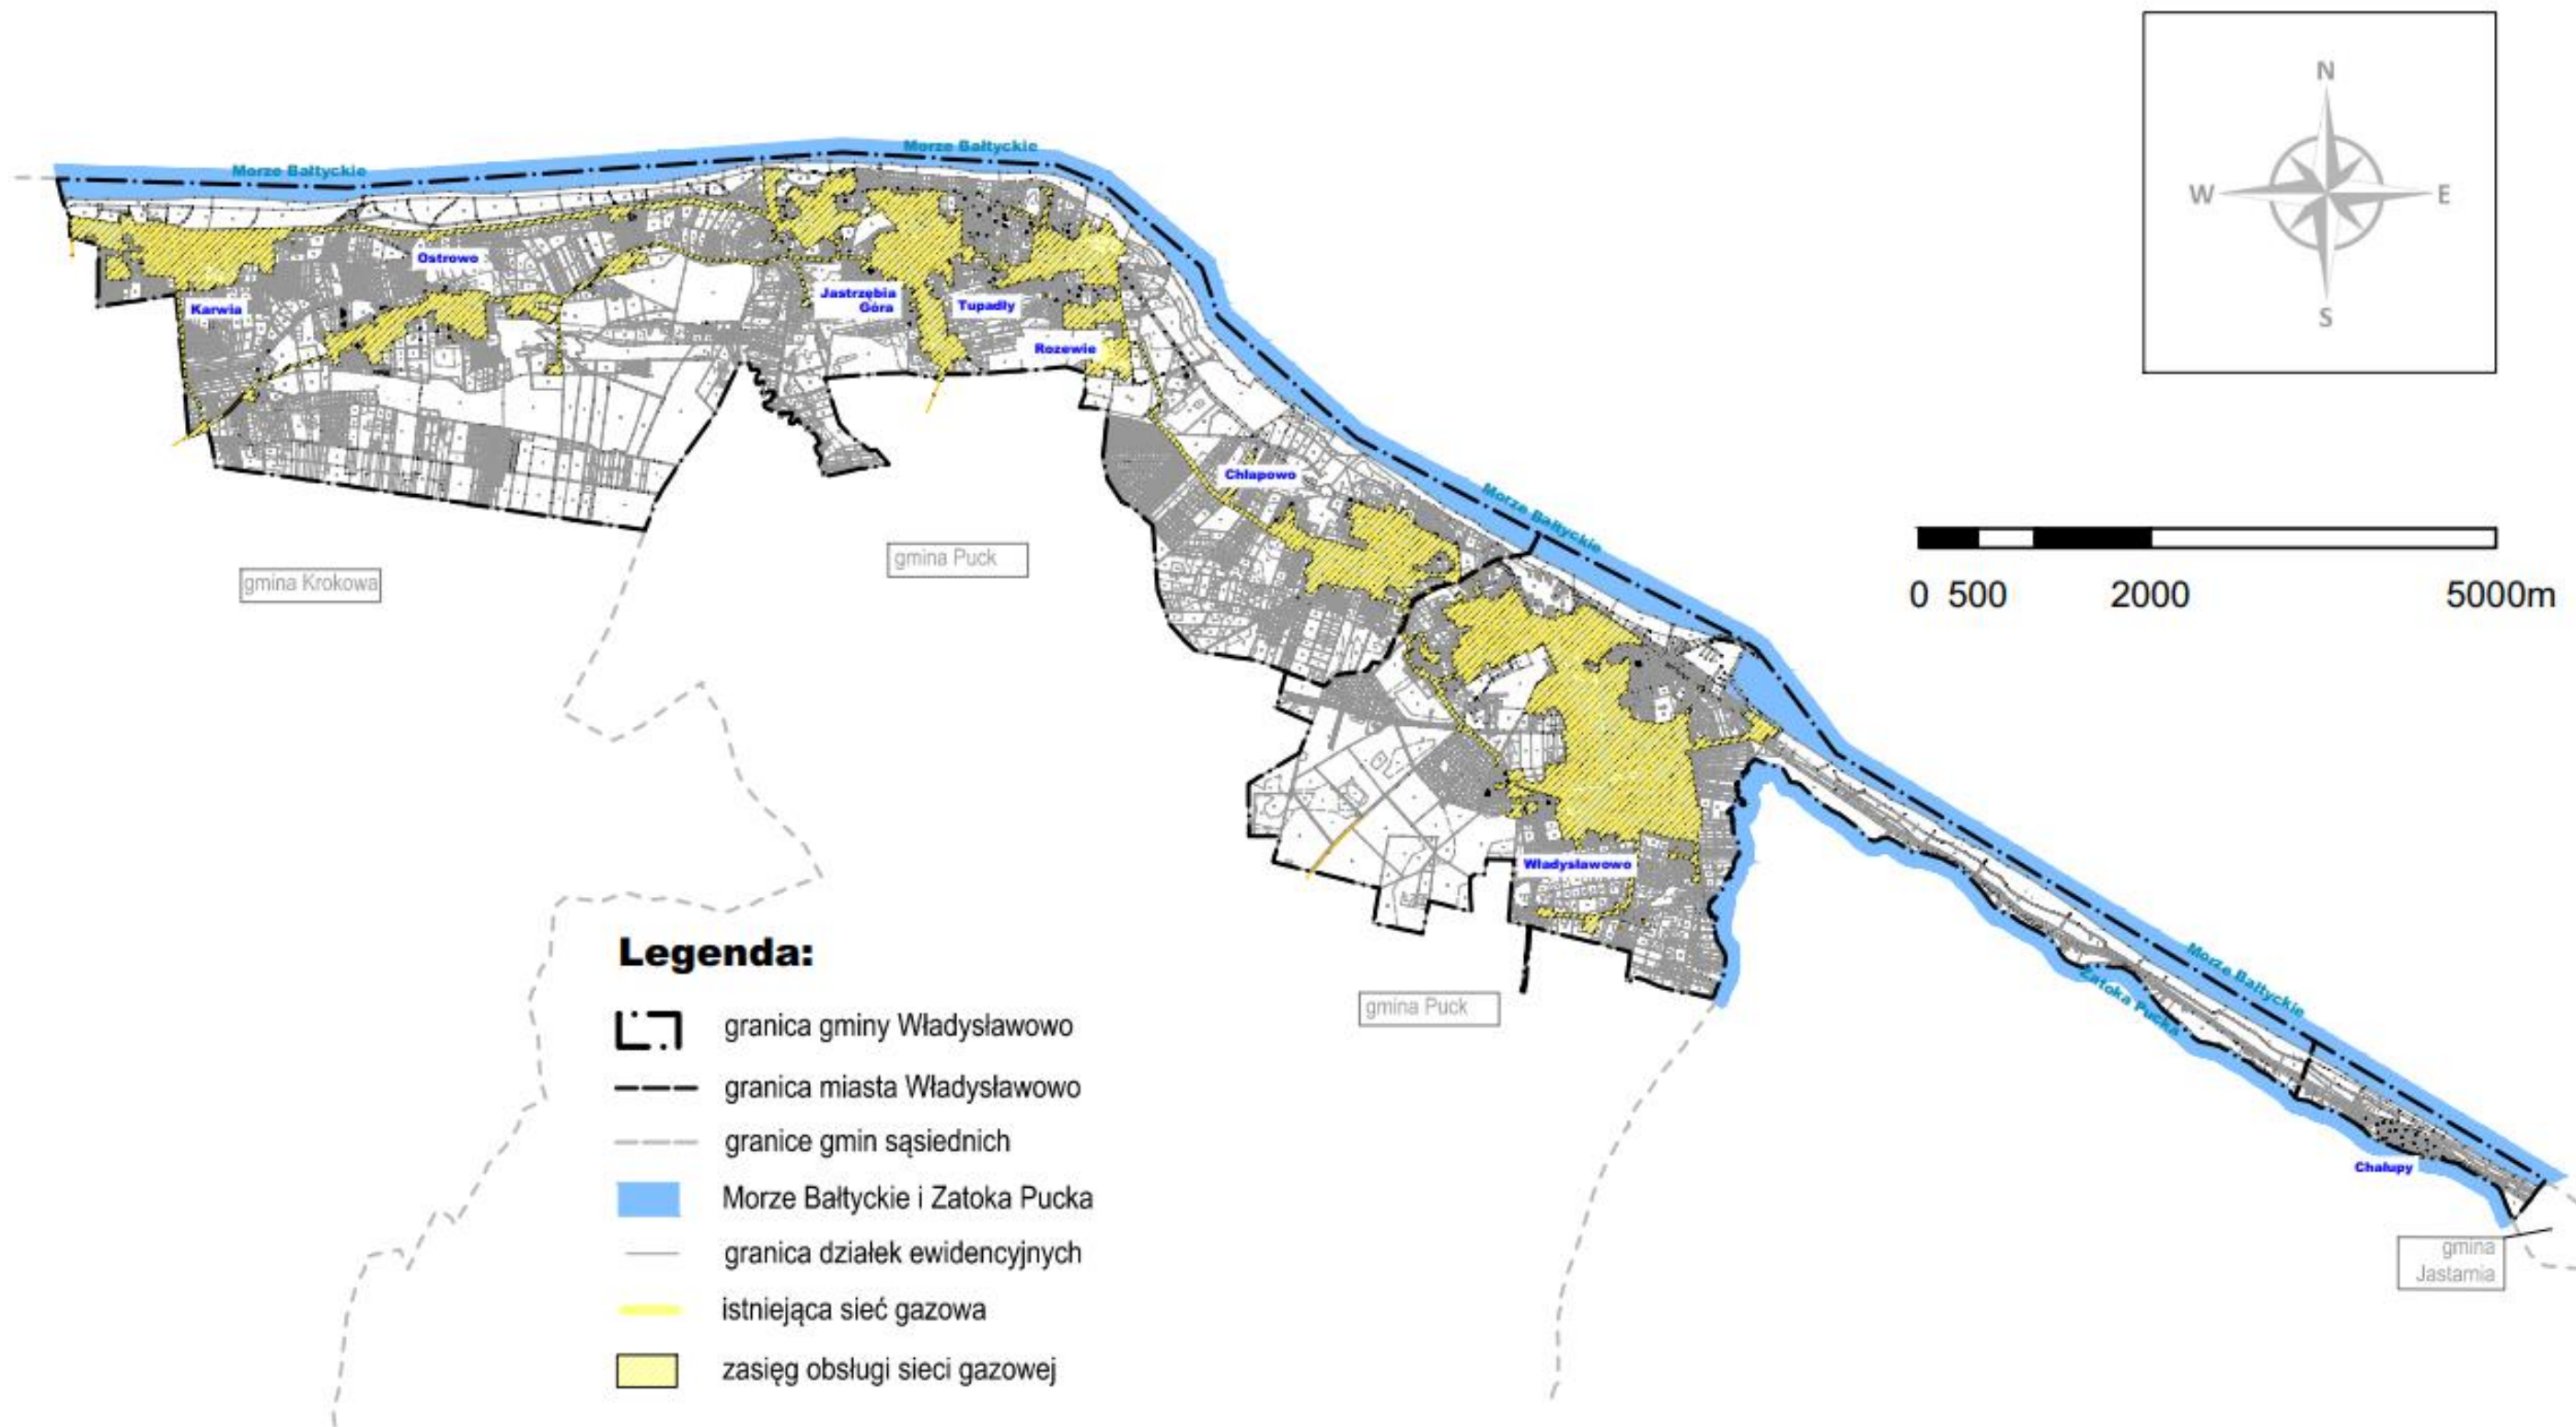 N
W
E
S
Morze Bałtyckie
Morze Bałtyckie
Ostrowo
Karwia
Jastrzębia
Góra
Tupadły
Rozewie
Chłapowo
Morze Bałtyckie
gmina Krokowa
gmina Puck
0 500 2000 5000m
Władysławowo
gmina Puck
Morze Bałtyckie
Zatoka Pucka
Chałupy
gmina
Jastarnia
Legenda:
granica gminy Władysławowo
granica miasta Władysławowo
granice gmin sąsiednich
Morze Bałtyckie i Zatoka Pucka
granica działek ewidencyjnych
istniejąca sieć gazowa
zasięg obsługi sieci gazowej